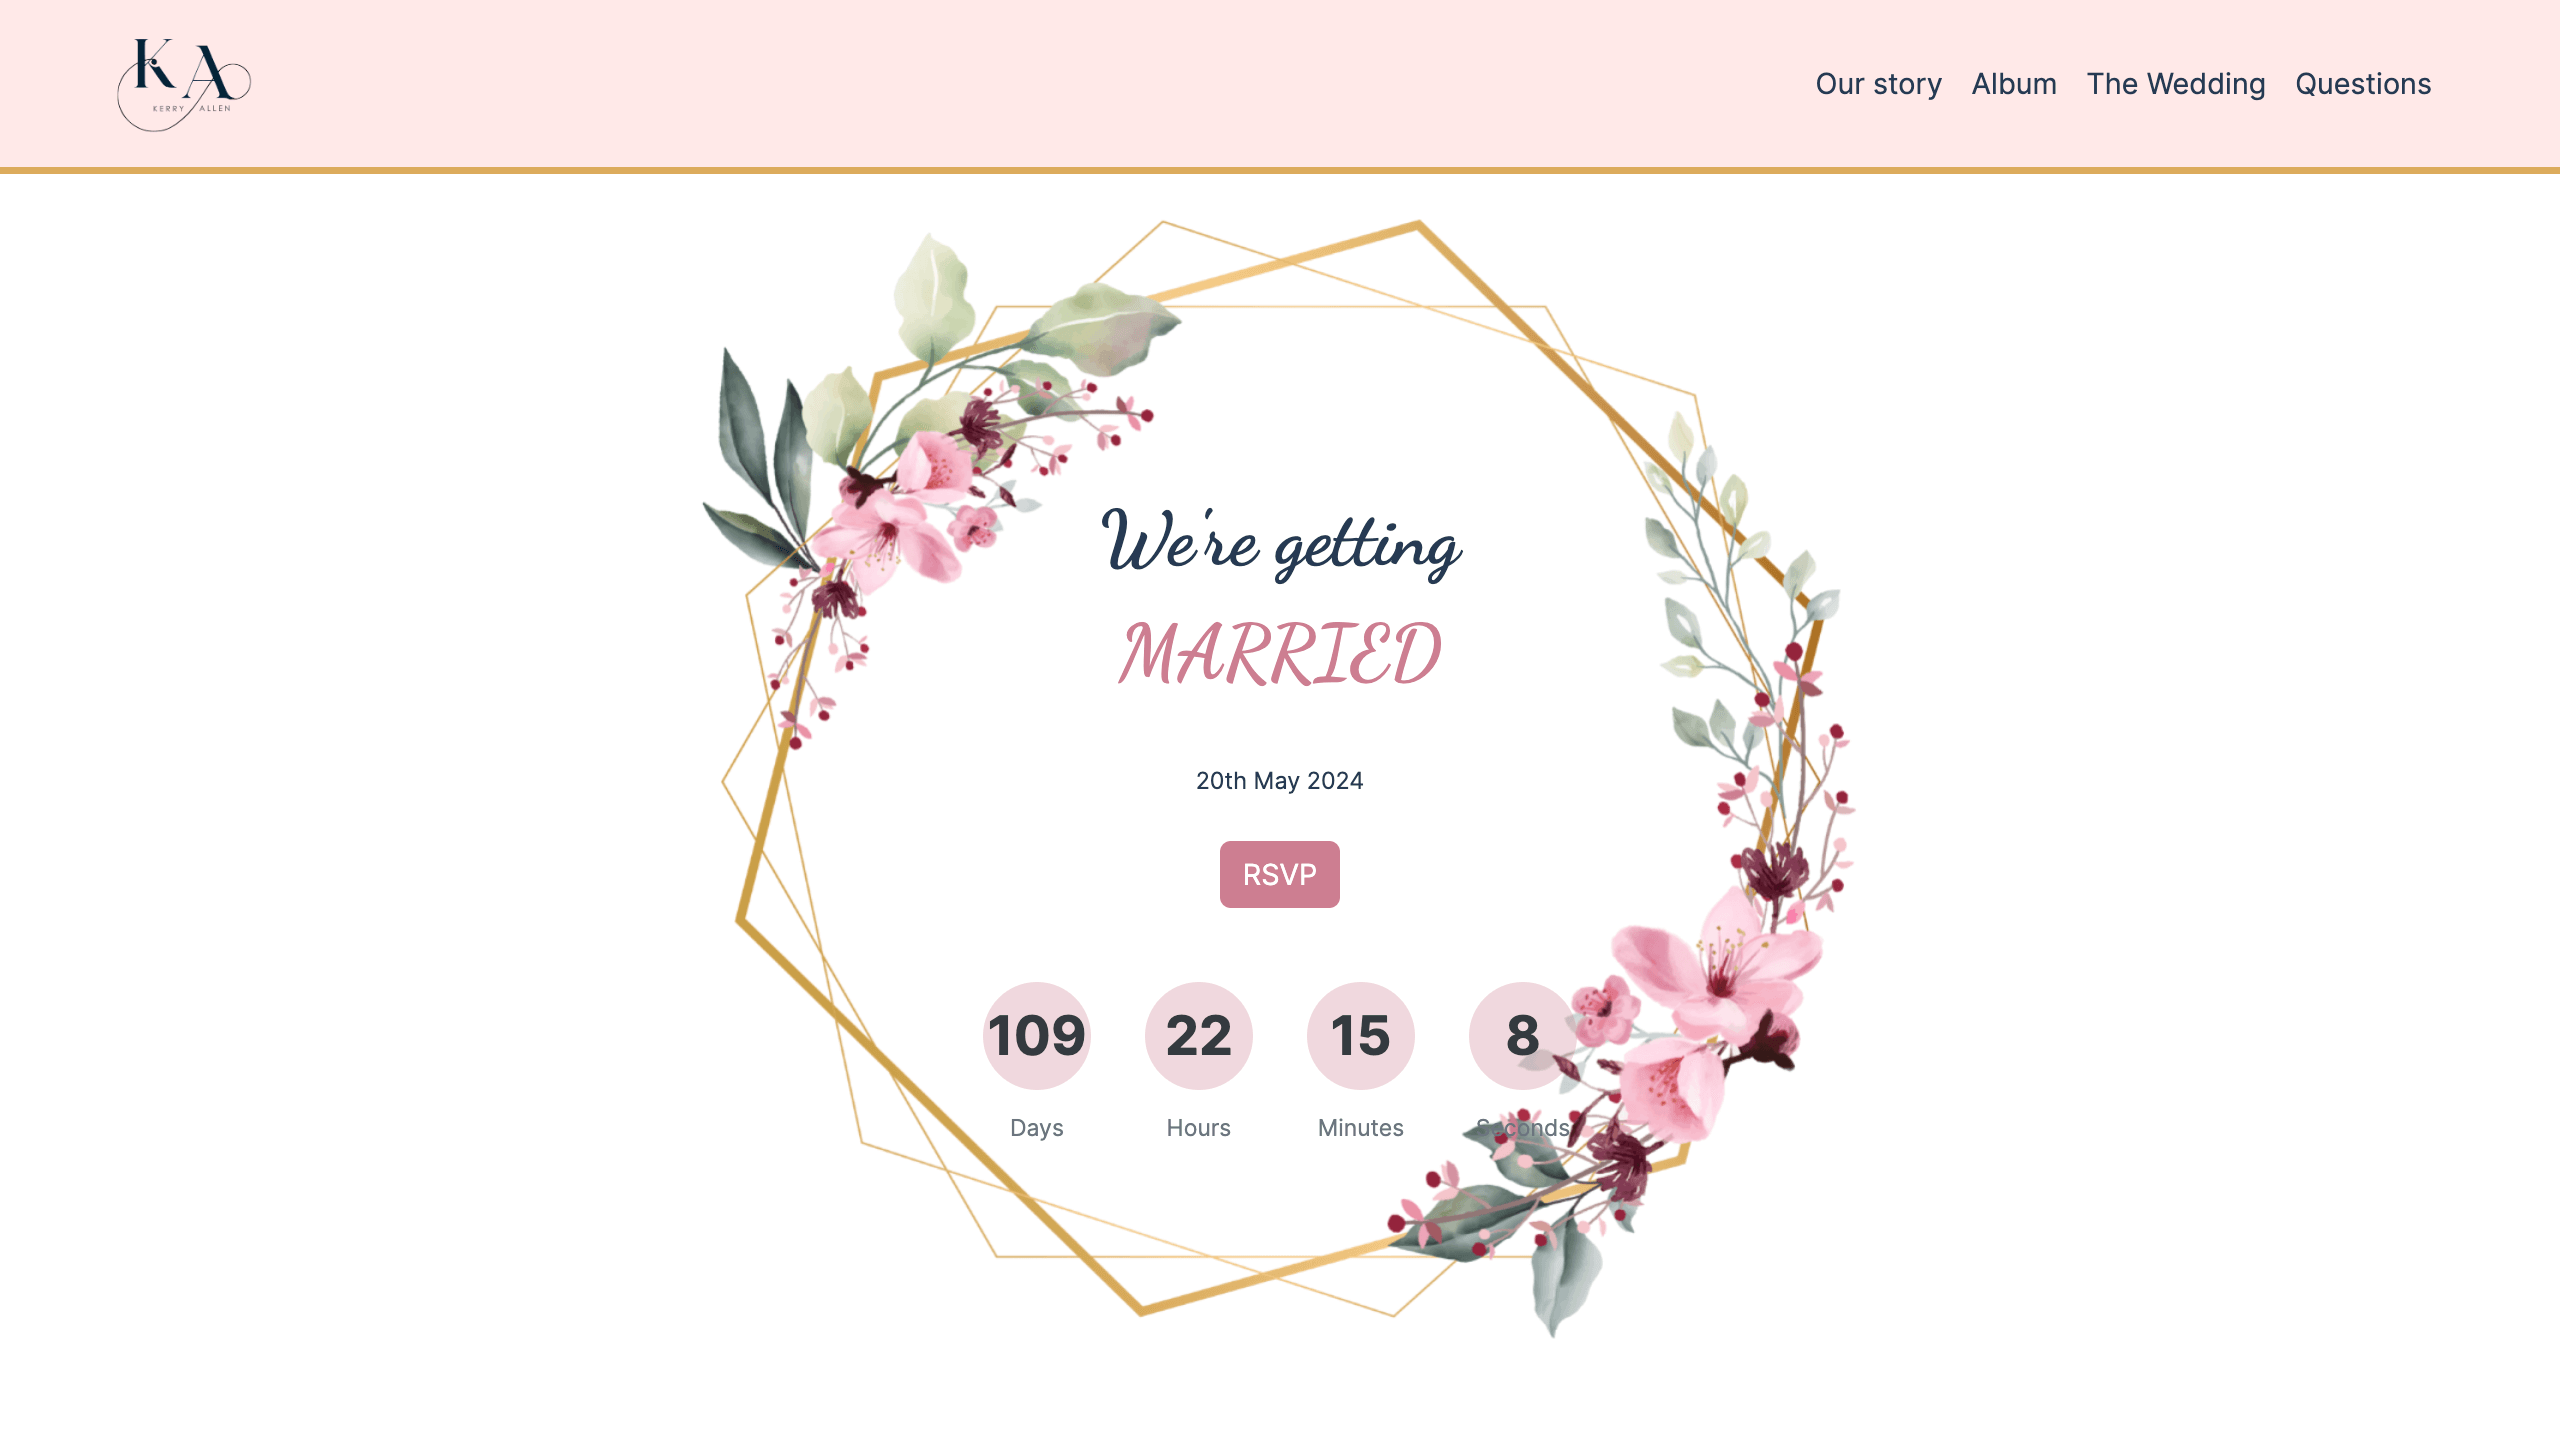 K A
KERRY ALLEN
Our story Album The Wedding Questions
We're getting
MARRIED
20th May 2024
RSVP
109 22 15 8
Days Hours Minutes Seconds